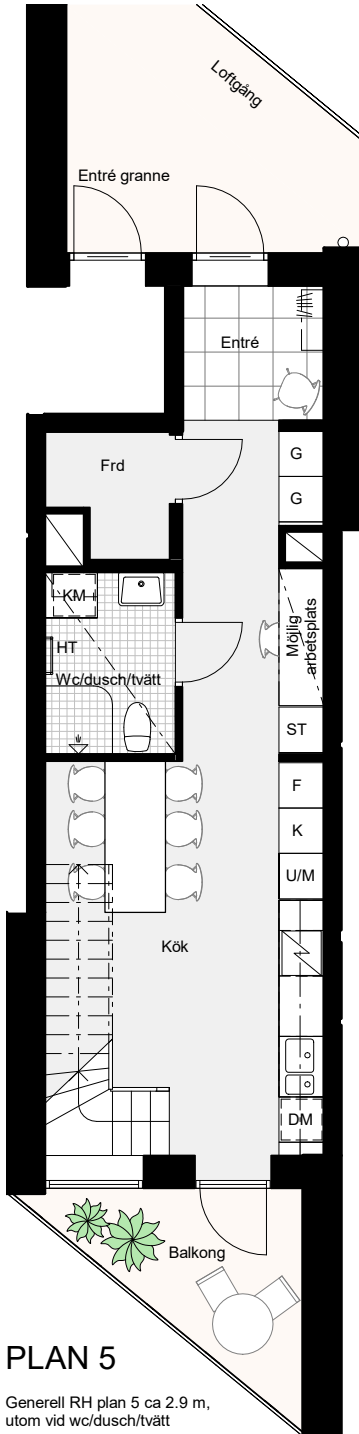 Loftgång
Entré granne
Entré
Frd
G
G
KM
HT
Wc/dusch/tvätt
Möjlig
arbetsplats
ST
F
K
U/M
Kök
DM
Balkong
PLAN 5
Generell RH plan 5 ca 2.9 m,
utom vid wc/dusch/tvätt